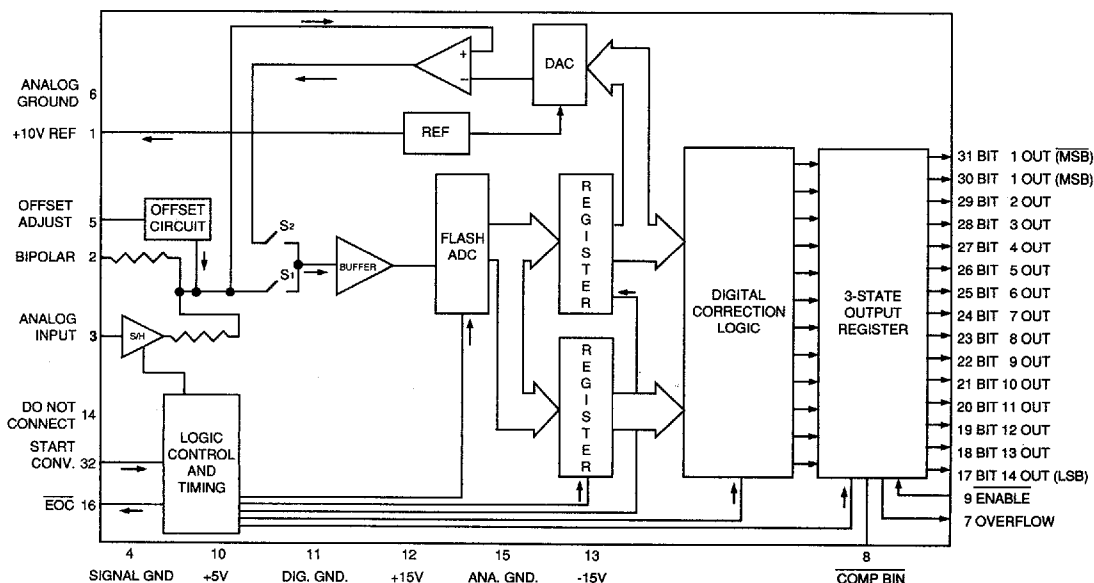 ANALOG
GROUND 6
+10V REF 1
OFFSET
ADJUST 5
BIPOLAR 2
ANALOG
INPUT 3
DO NOT
CONNECT 14
START
CONV. 32
EOC 16
DAC
+
−
REF
OFFSET
CIRCUIT
S2
S1
BUFFER
FLASH
ADC
S/H
LOGIC
CONTROL
AND
TIMING
REGISTER
REGISTER
DIGITAL
CORRECTION
LOGIC
3-STATE
OUTPUT
REGISTER
31 BIT 1 OUT (MSB)
30 BIT 1 OUT (MSB)
29 BIT 2 OUT
28 BIT 3 OUT
27 BIT 4 OUT
26 BIT 5 OUT
25 BIT 6 OUT
24 BIT 7 OUT
23 BIT 8 OUT
22 BIT 9 OUT
21 BIT 10 OUT
20 BIT 11 OUT
19 BIT 12 OUT
18 BIT 13 OUT
17 BIT 14 OUT (LSB)
9 ENABLE
7 OVERFLOW
4 10 11 12 15 13 8
SIGNAL GND +5V DIG. GND. +15V ANA. GND. -15V COMP BIN